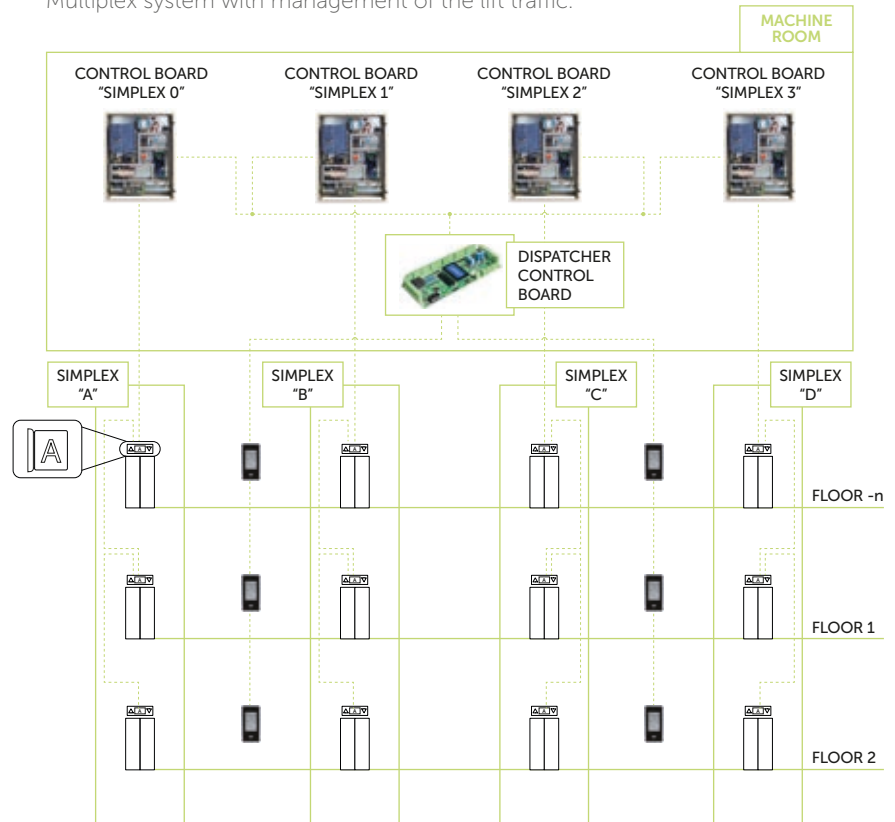 Multiplex system with management of the lift traffic.
MACHINE
ROOM
CONTROL BOARD
"SIMPLEX 0"
CONTROL BOARD
"SIMPLEX 1"
CONTROL BOARD
"SIMPLEX 2"
CONTROL BOARD
"SIMPLEX 3"
DISPATCHER
CONTROL
BOARD
SIMPLEX
"A"
SIMPLEX
"B"
SIMPLEX
"C"
SIMPLEX
"D"
A
A
A
A
A
FLOOR -n
A
A
A
A
FLOOR 1
A
A
A
A
FLOOR 2